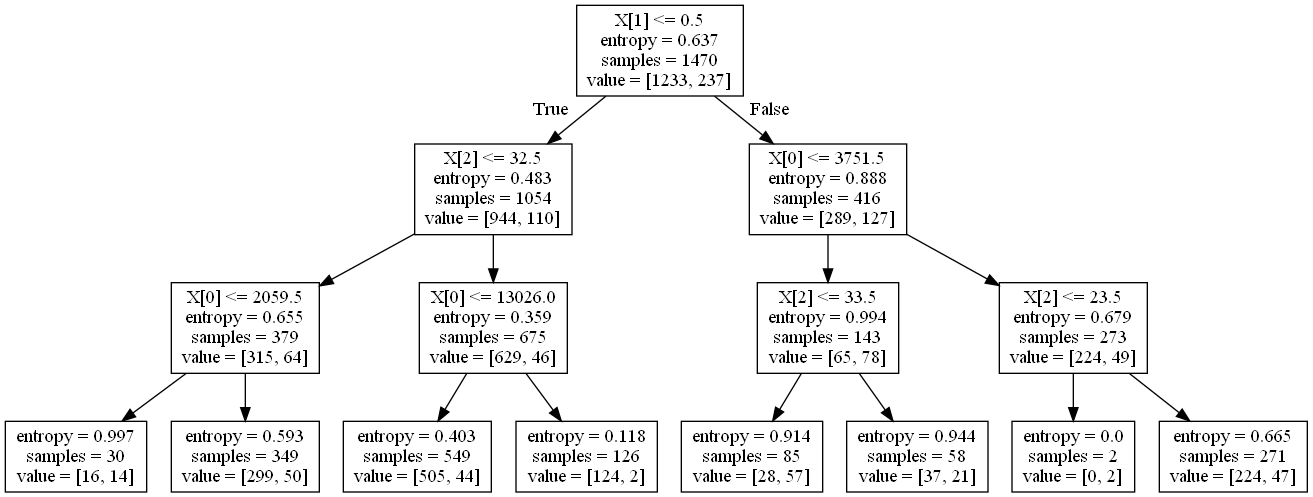 X[1] <= 0.5
entropy = 0.637
samples = 1470
value = [1233, 237]
True
False
X[2] <= 32.5
entropy = 0.483
samples = 1054
value = [944, 110]
X[0] <= 3751.5
entropy = 0.888
samples = 416
value = [289, 127]
X[0] <= 2059.5
entropy = 0.655
samples = 379
value = [315, 64]
X[0] <= 13026.0
entropy = 0.359
samples = 675
value = [629, 46]
X[2] <= 33.5
entropy = 0.994
samples = 143
value = [65, 78]
X[2] <= 23.5
entropy = 0.679
samples = 273
value = [224, 49]
entropy = 0.997
samples = 30
value = [16, 14]
entropy = 0.593
samples = 349
value = [299, 50]
entropy = 0.403
samples = 549
value = [505, 44]
entropy = 0.118
samples = 126
value = [124, 2]
entropy = 0.914
samples = 85
value = [28, 57]
entropy = 0.944
samples = 58
value = [37, 21]
entropy = 0.0
samples = 2
value = [0, 2]
entropy = 0.665
samples = 271
value = [224, 47]